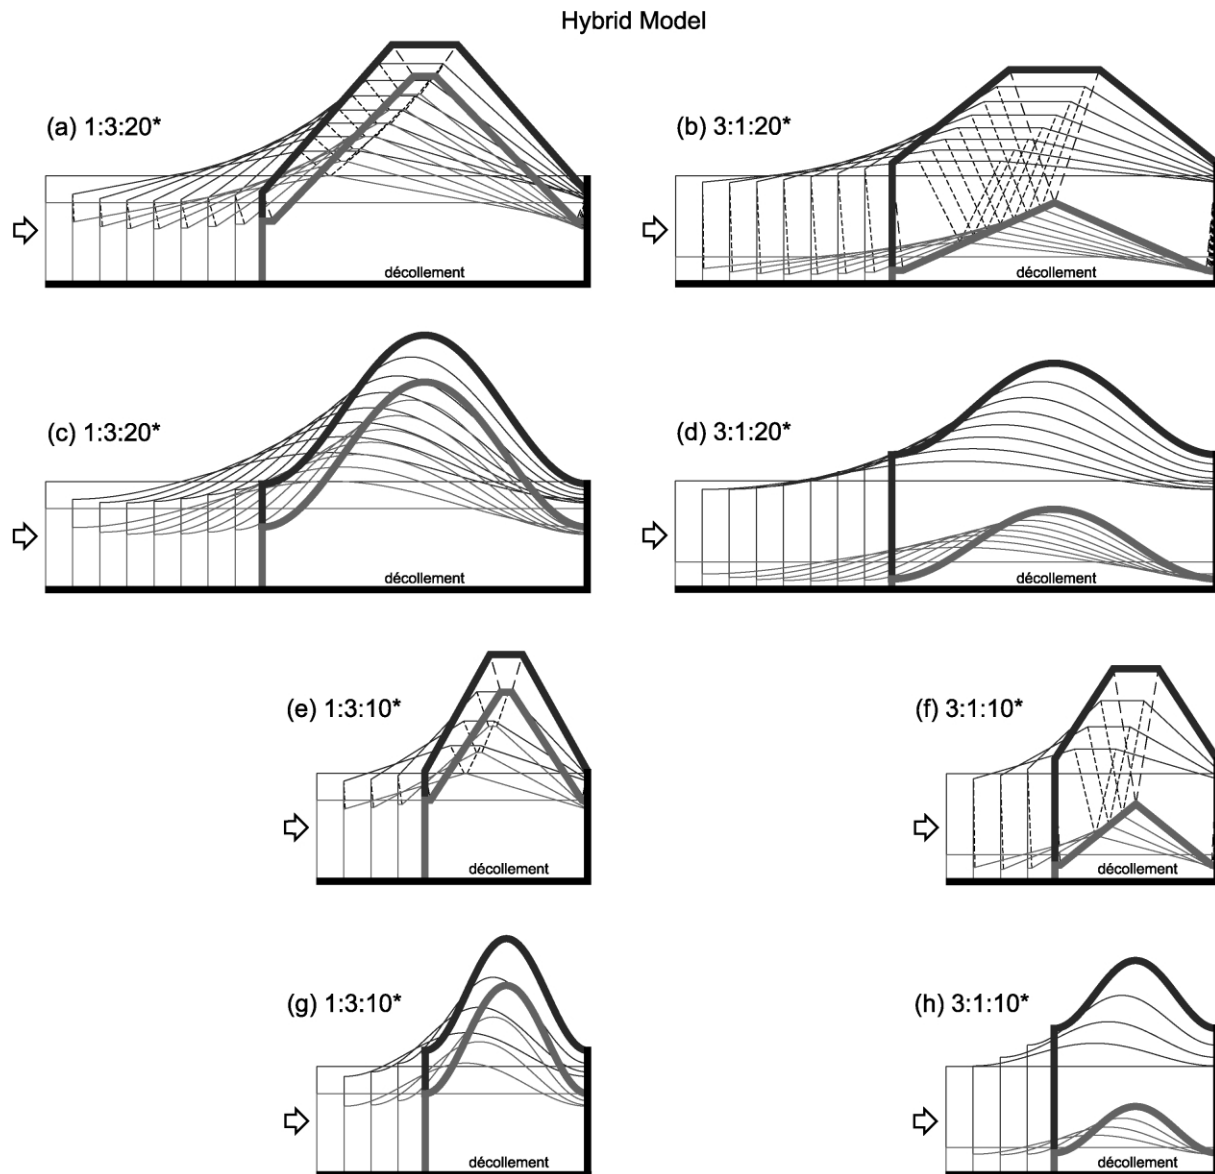 Hybrid Model
(a) 1:3:20*
(b) 3:1:20*
décollement
décollement
(c) 1:3:20*
(d) 3:1:20*
décollement
décollement
(e) 1:3:10*
(f) 3:1:10*
décollement
décollement
(g) 1:3:10*
(h) 3:1:10*
décollement
décollement